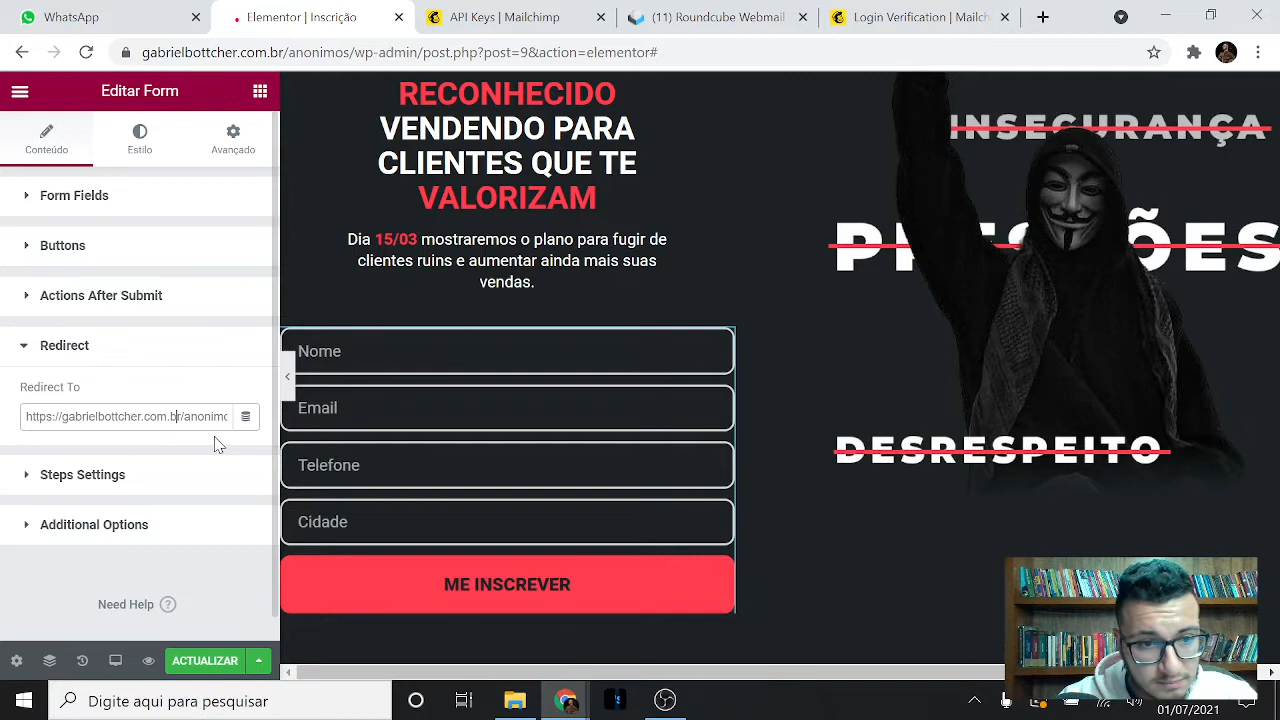 WhatsApp
Elementor | Inscrição
API Keys | Mailchimp
(11) Roundcube Webmail
Login Verification | Mailch
gabrielbottcher.com.br/anonimos/wp-admin/post.php?post=9&action=elementor#
Editar Form
Conteúdo
Estilo
Avançado
Form Fields
Buttons
Actions After Submit
Redirect
Redirect To
https://gabrielbottcher.com.br/anonimo
Steps Settings
Additional Options
Need Help ?
ACTUALIZAR
RECONHECIDO
VENDENDO PARA
CLIENTES QUE TE
VALORIZAM
Dia 15/03 mostraremos o plano para fugir de
clientes ruins e aumentar ainda mais suas
vendas.
Nome
Email
Telefone
Cidade
ME INSCREVER
INSEGURANÇA
DESRESPEITO
Digite aqui para pesquisar
01/07/2021